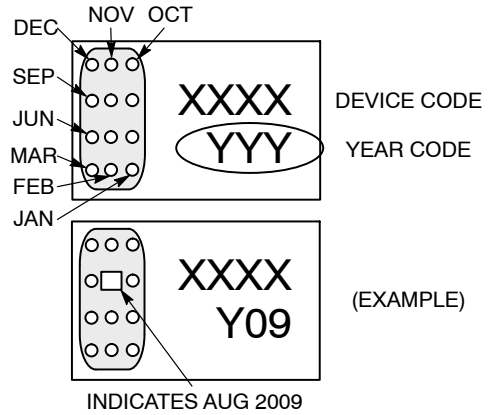 NOV OCT
DEC
SEP
XXXX DEVICE CODE
JUN
YYY YEAR CODE
MAR
FEB
JAN
XXXX
(EXAMPLE)
Y09
INDICATES AUG 2009